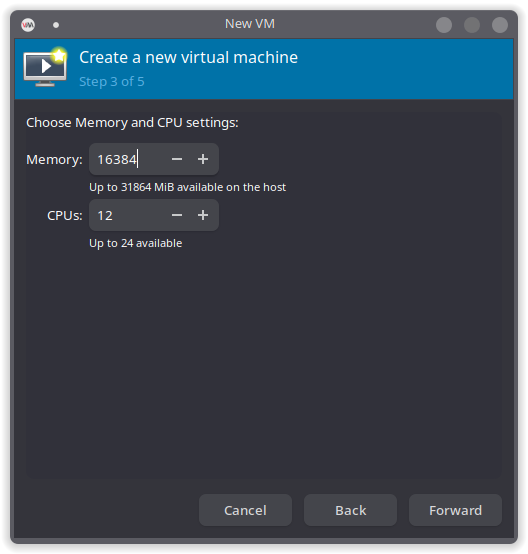 New VM
Create a new virtual machine
Step 3 of 5
Choose Memory and CPU settings:
Memory: 16384
Up to 31864 MiB available on the host
CPUs: 12
Up to 24 available
Cancel Back Forward